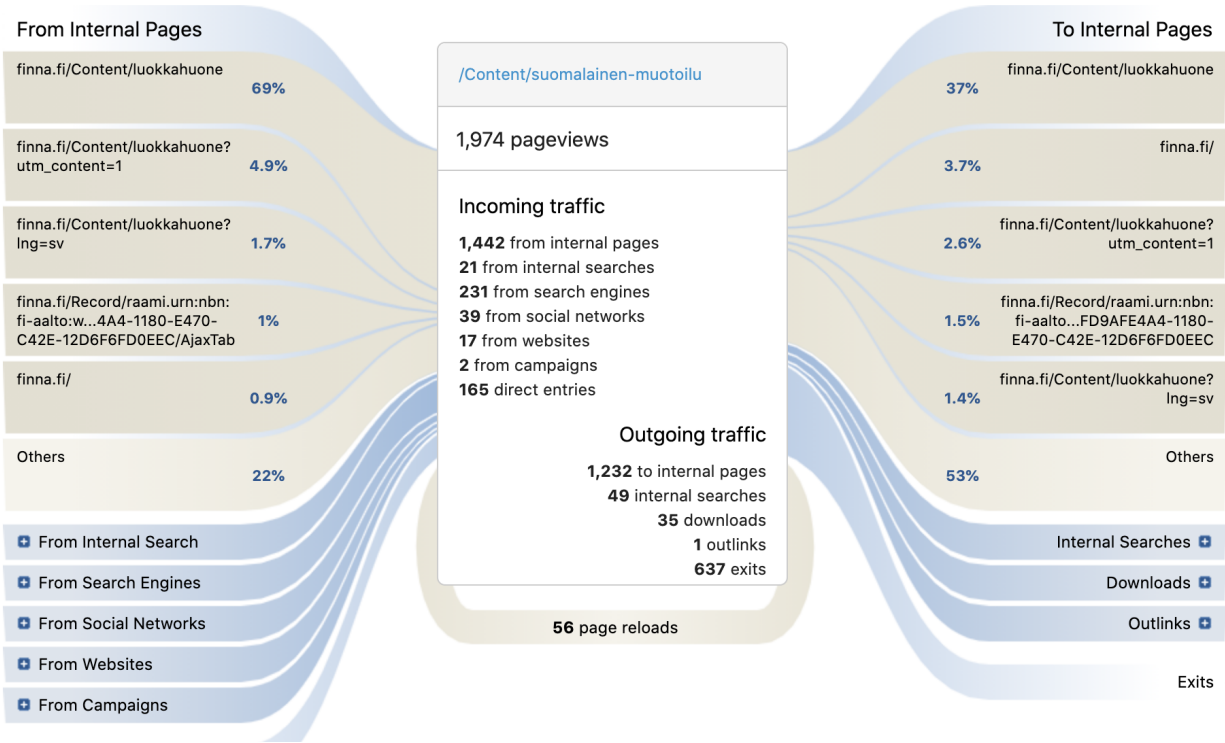 From Internal Pages
finna.fi/Content/luokkahuone
69%
finna.fi/Content/luokkahuone?
utm_content=1
4.9%
finna.fi/Content/luokkahuone?
lng=sv
1.7%
finna.fi/Record/raami.urn:nbn:
fi-aalto:w...4A4-1180-E470-
C42E-12D6F6FD0EEC/AjaxTab
1%
finna.fi/
0.9%
Others
22%
From Internal Search
From Search Engines
From Social Networks
From Websites
From Campaigns
/Content/suomalainen-muotoilu
1,974 pageviews
Incoming traffic
1,442 from internal pages
21 from internal searches
231 from search engines
39 from social networks
17 from websites
2 from campaigns
165 direct entries
Outgoing traffic
1,232 to internal pages
49 internal searches
35 downloads
1 outlinks
637 exits
56 page reloads
To Internal Pages
finna.fi/Content/luokkahuone
37%
finna.fi/
3.7%
finna.fi/Content/luokkahuone?
utm_content=1
2.6%
finna.fi/Record/raami.urn:nbn:
fi-aalto...FD9AFE4A4-1180-
E470-C42E-12D6F6FD0EEC
1.5%
finna.fi/Content/luokkahuone?
lng=sv
1.4%
Others
53%
Internal Searches
Downloads
Outlinks
Exits